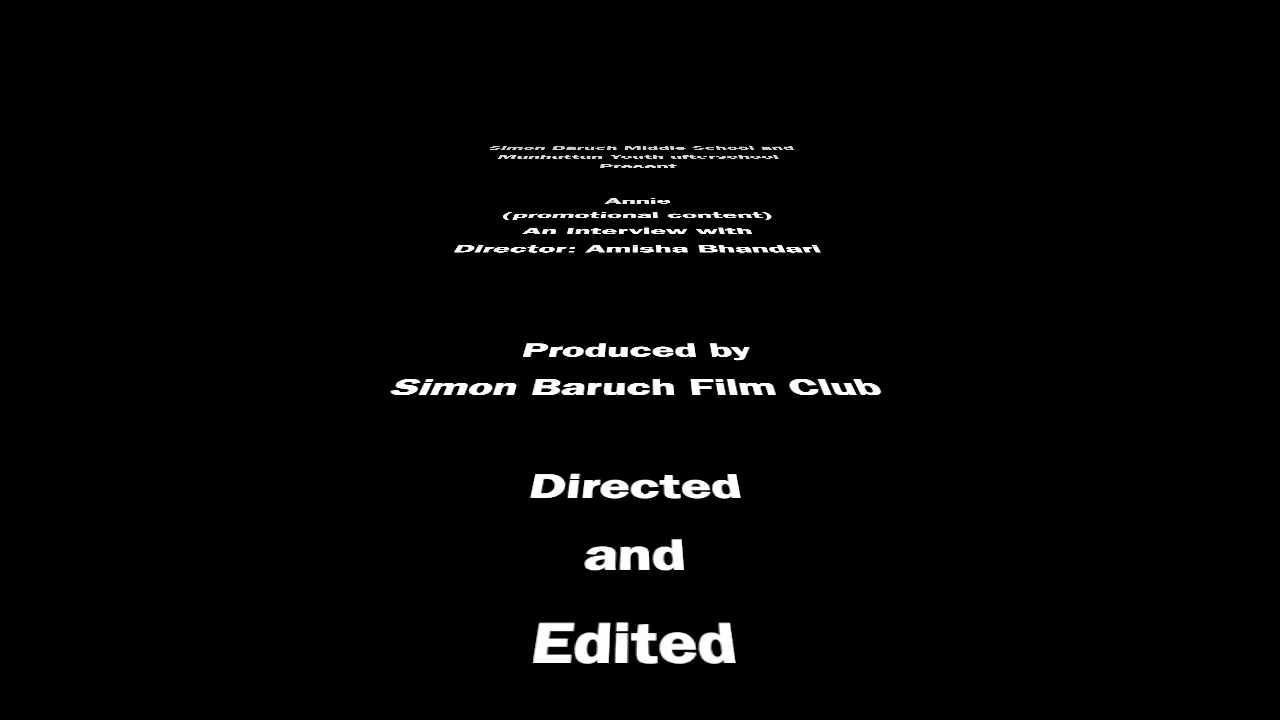 Simon Baruch Middle School and
Manhattan Youth afterschool
Present
Annie
(promotional content)
An Interview with
Director: Amisha Bhandari
Produced by
Simon Baruch Film Club
Directed
and
Edited